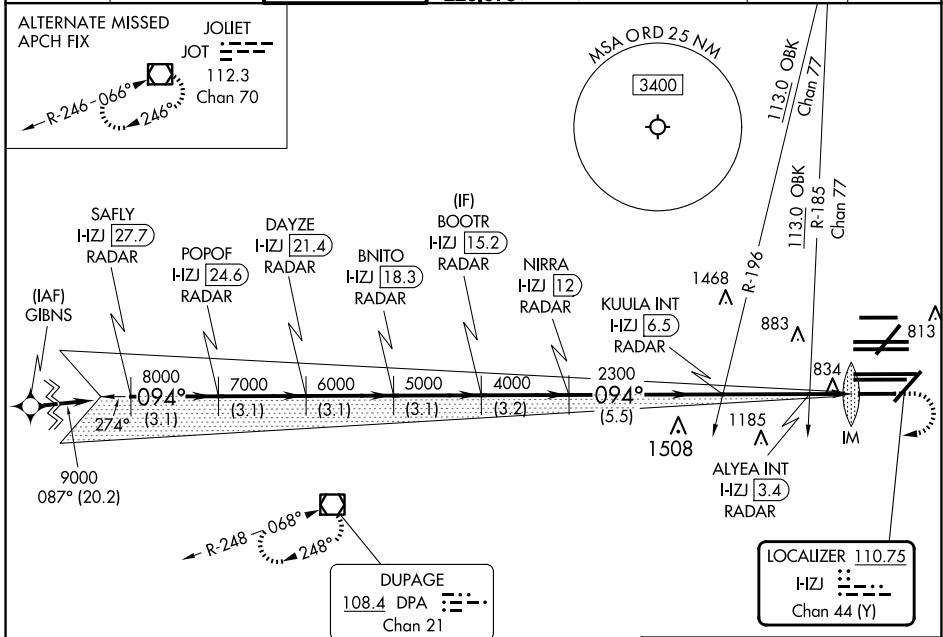 ALTERNATE MISSED
APCH FIX
JOLIET
JOT
112.3
Chan 70
R-246
066°
246°
MSA ORD 25 NM
3400
113.0 OBK
Chan 77
R-196
113.0 OBK
R-185
Chan 77
(IAF)
GIBNS
SAFLY
I-IZJ 27.7
RADAR
POPOF
I-IZJ 24.6
RADAR
DAYZE
I-IZJ 21.4
RADAR
BNITO
I-IZJ 18.3
RADAR
(IF)
BOOTR
I-IZJ 15.2
RADAR
NIRRA
I-IZJ 12
RADAR
KUULA INT
I-IZJ 6.5
RADAR
1468
883
813
834
8000
7000
6000
5000
4000
2300
094°
094°
274°
(3.1)
(3.1)
(3.1)
(3.1)
(3.2)
(5.5)
9000
087° (20.2)
1508
1185
IM
ALYEA INT
I-IZJ 3.4
RADAR
R-248
068°
248°
DUPAGE
108.4 DPA
Chan 21
LOCALIZER 110.75
I-IZJ
Chan 44 (Y)